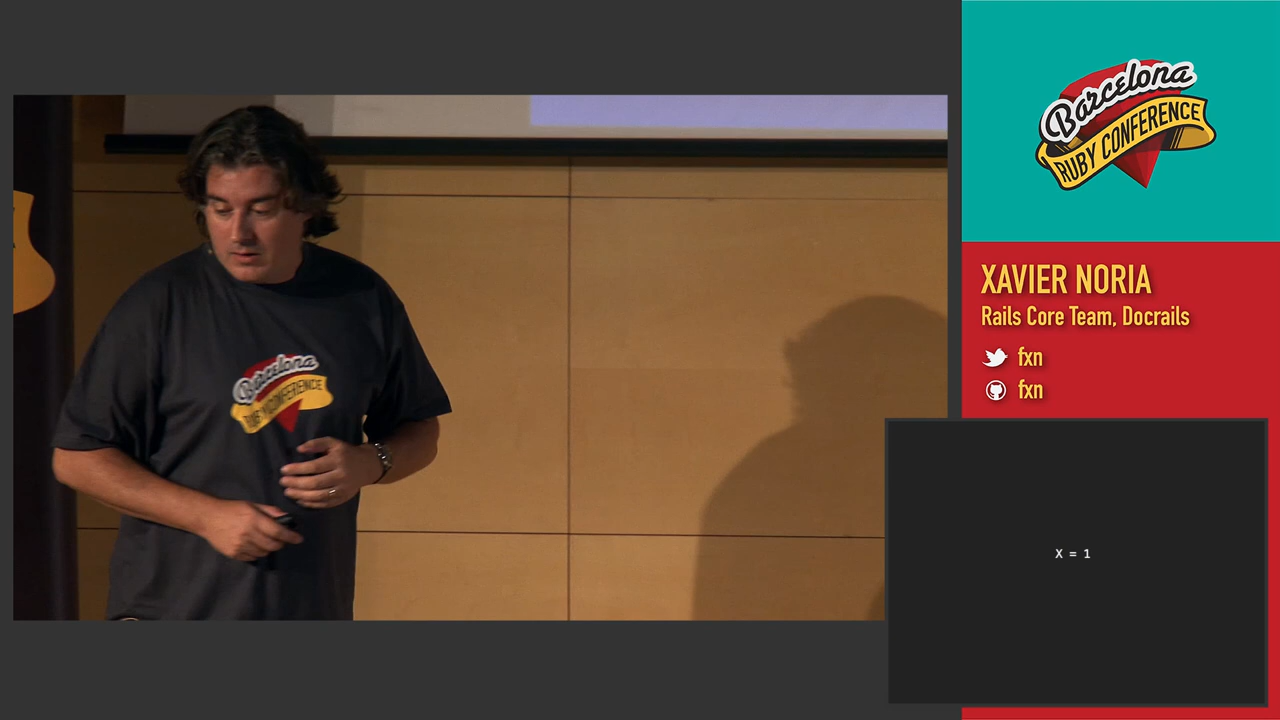 Barcelona
RUBY CONFERENCE
XAVIER NORIA
Rails Core Team, Docrails
fxn
fxn
X = 1
Barcelona
RUBY CONFERENCE